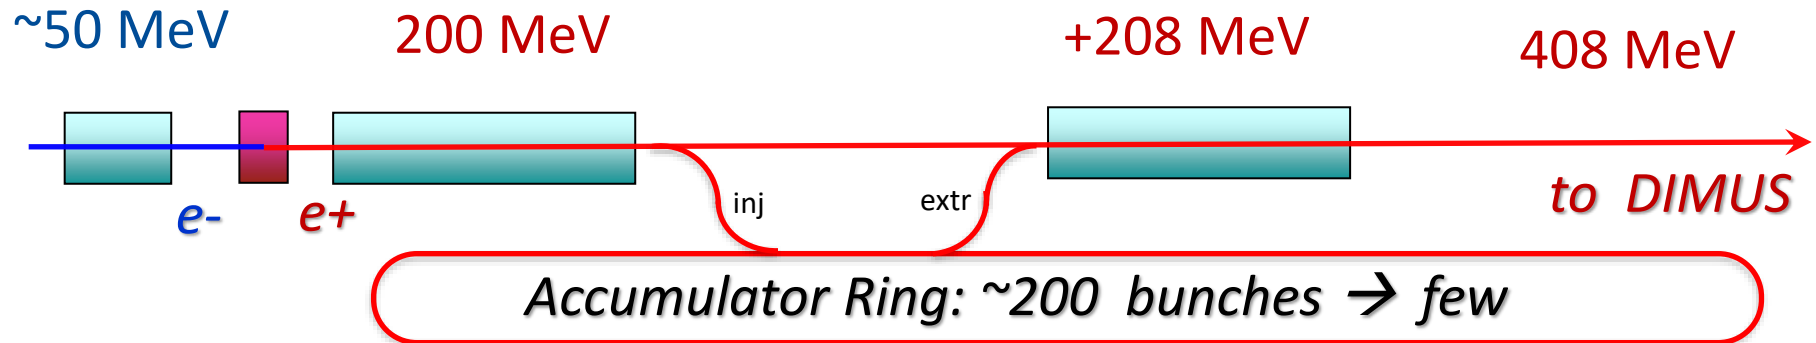 ~50 MeV
200 MeV
+208 MeV
408 MeV
e-
e+
inj
extr
to DIMUS
Accumulator Ring: ~200 bunches → few